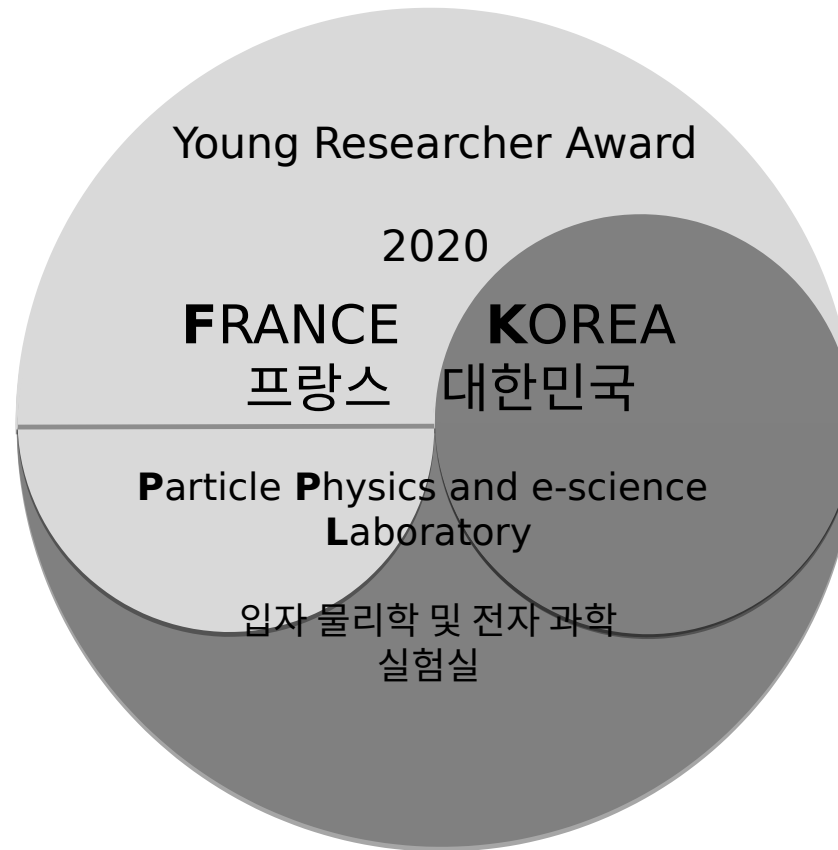 Young Researcher Award
2020
FRANCE KOREA
프랑스 대한민국
Particle Physics and e-science
Laboratory
입자 물리학 및 전자 과학
실험실